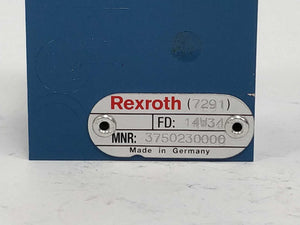 Rexroth (7291)
FD: 14W34
MNR: 3750230000
Made in Germany